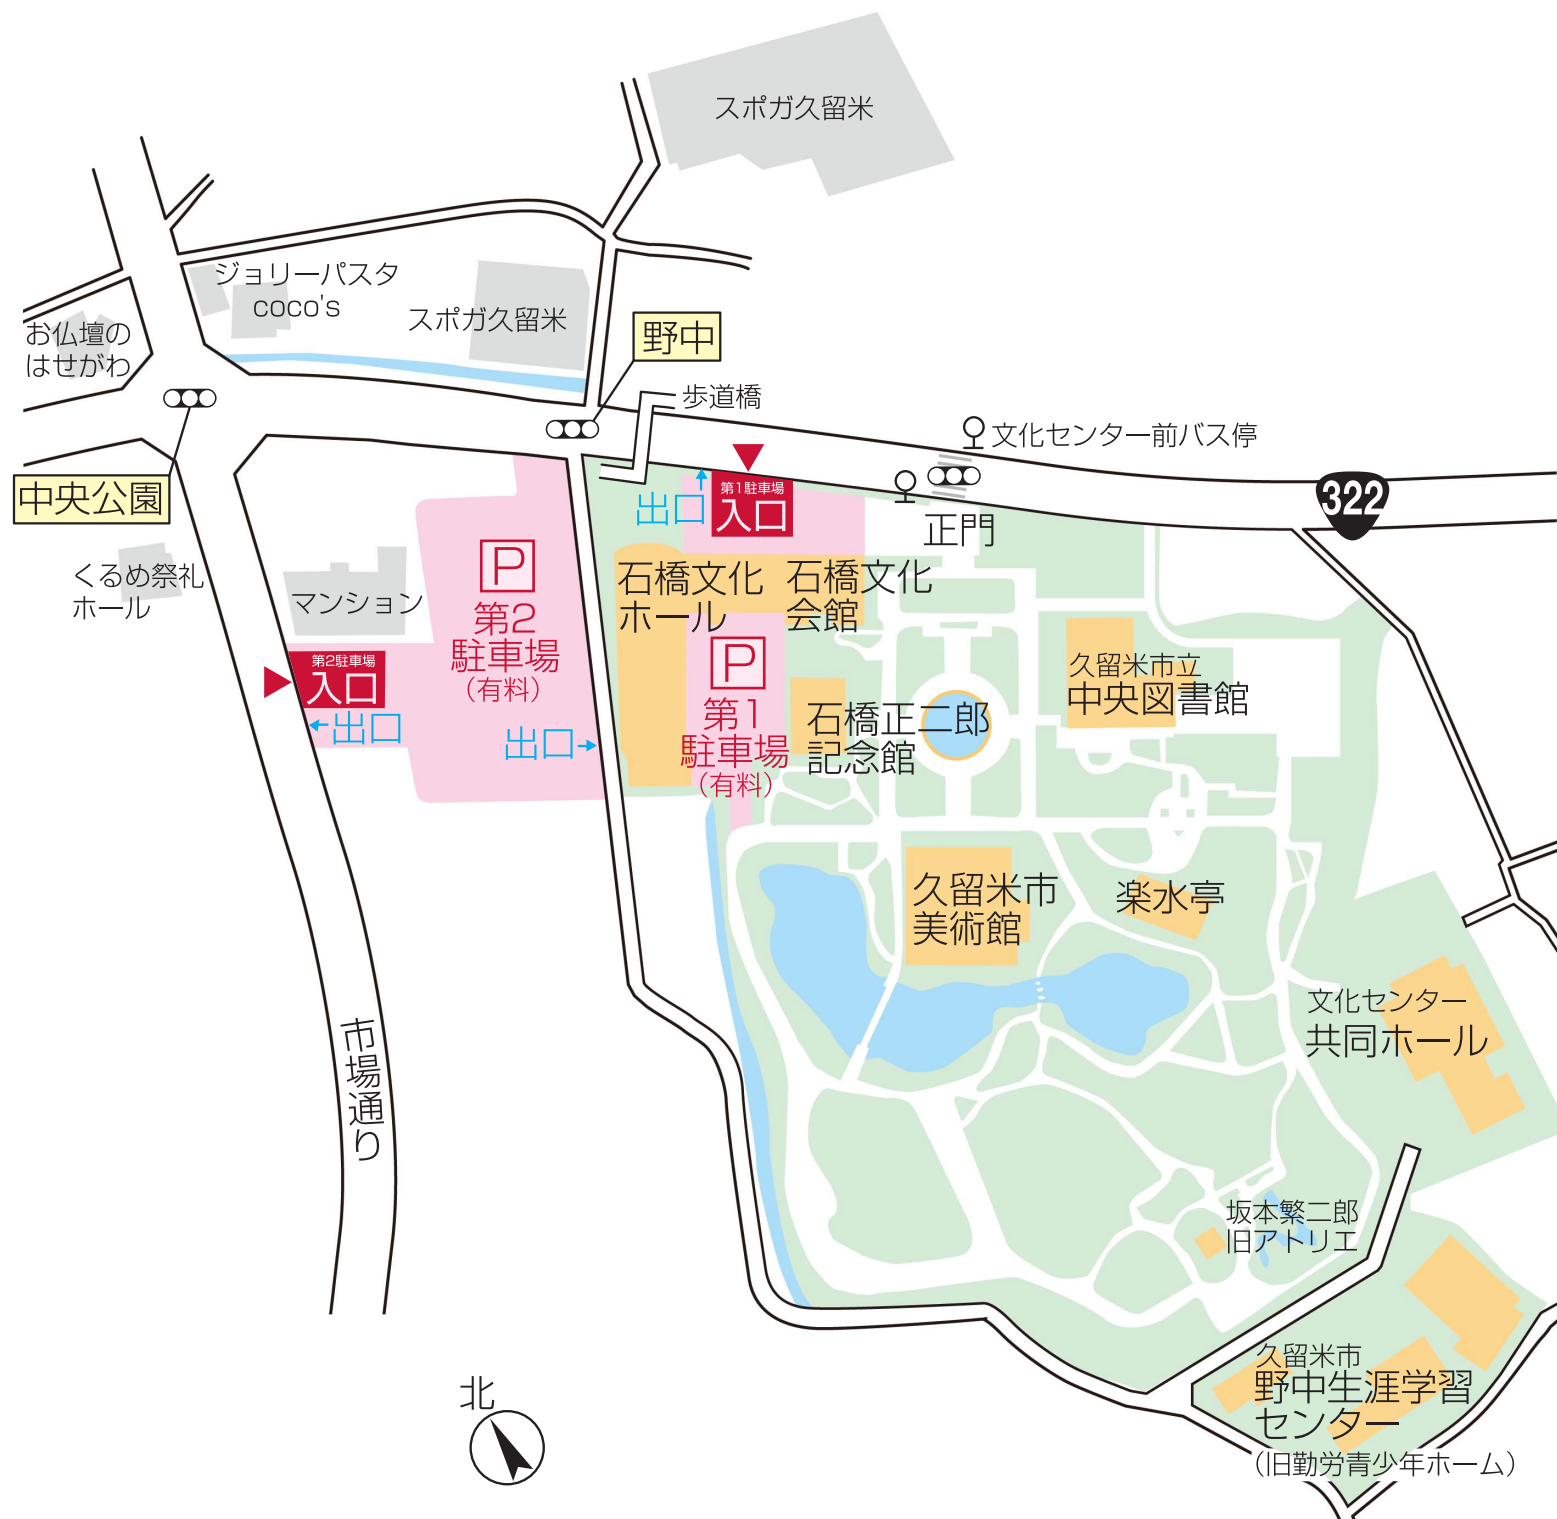 スポガ久留米
ジョリーパスタ
coco's
スポガ久留米
お仏壇の
はせがわ
野中
歩道橋
文化センター前バス停
中央公園
322
出口
第1駐車場
入口
正門
くるめ祭礼
ホール
マンション
P
第2
駐車場
(有料)
石橋文化
ホール
石橋文化
会館
P
第1
駐車場
(有料)
第2駐車場
入口
出口
出口
石橋正二郎
記念館
久留米市立
中央図書館
久留米市
美術館
楽水亭
文化センター
共同ホール
市場通り
坂本繁二郎
旧アトリエ
久留米市
野中生涯学習
センター
(旧勤労青少年ホーム)
北